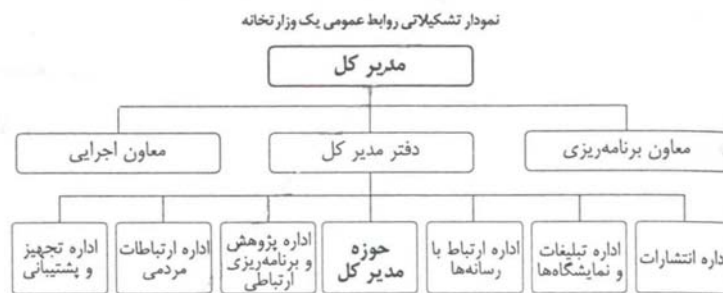 نمودار تشکیلاتی روابط عمومی یک وزارتخانه
مدیر کل
معاون برنامه‌ریزی
دفتر مدیر کل
معاون اجرایی
داره انتشارات
اداره تبلیغات
و نمایشگاه‌ها
اداره ارتباط با
رسانه‌ها
حوزه
مدیر کل
اداره پژوهش
و برنامه‌ریزی
ارتباطی
اداره ارتباطات
مردمی
اداره تجهیز
و پشتیبانی